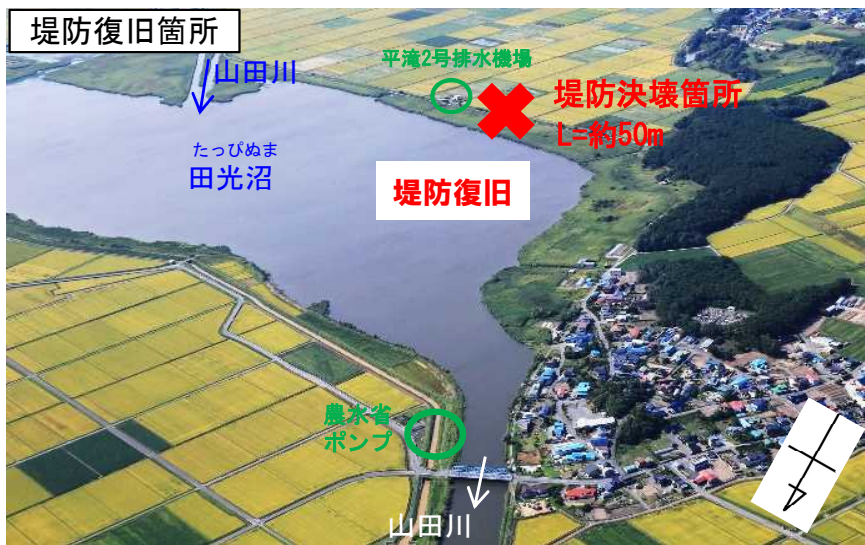 堤防復旧箇所
山田川
平滝2号排水機場
堤防決壊箇所
L=約50m
たっぴぬま
田光沼
堤防復旧
農水省
ポンプ
山田川